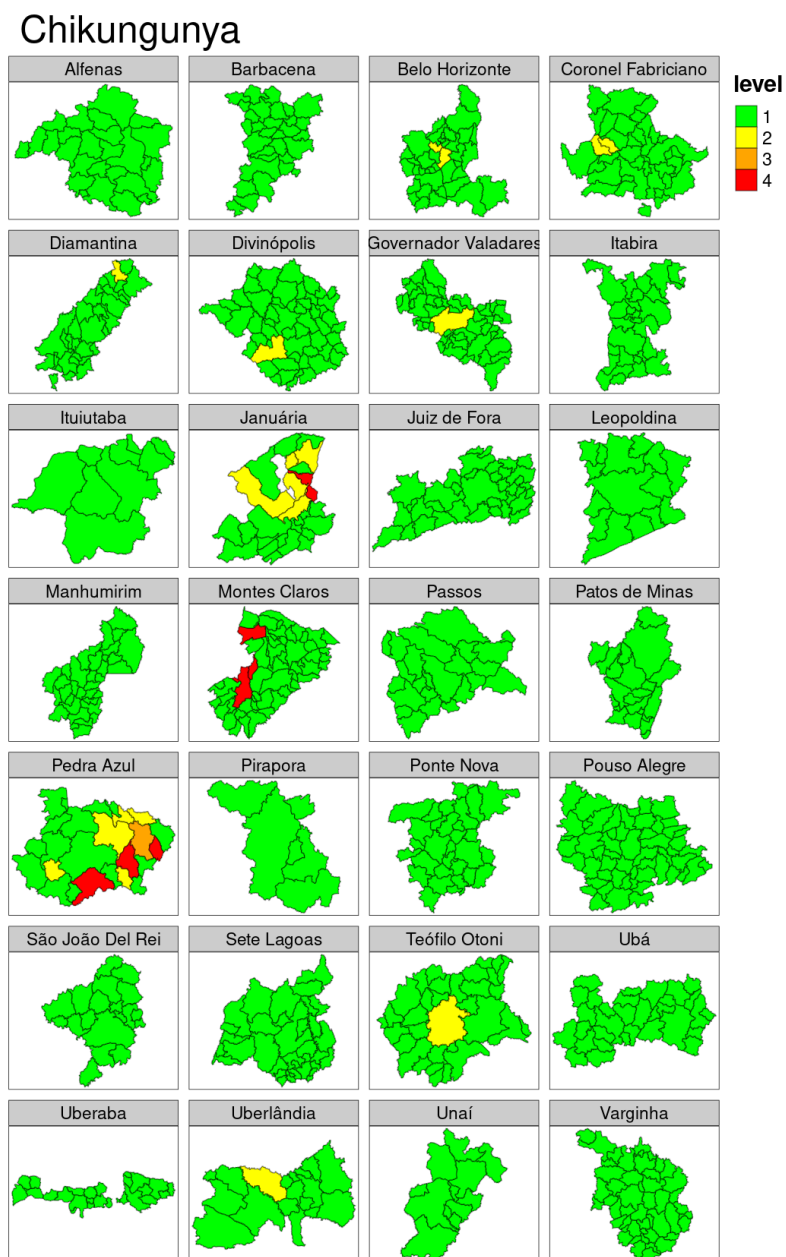 Chikungunya
Alfenas
Barbacena
Belo Horizonte
Coronel Fabriciano
level
1
2
3
4
Diamantina
Divinópolis
Governador Valadares
Itabira
Ituiutaba
Januária
Juiz de Fora
Leopoldina
Manhumirim
Montes Claros
Passos
Patos de Minas
Pedra Azul
Pirapora
Ponte Nova
Pouso Alegre
São João Del Rei
Sete Lagoas
Teófilo Otoni
Ubá
Uberaba
Uberlândia
Unaí
Varginha